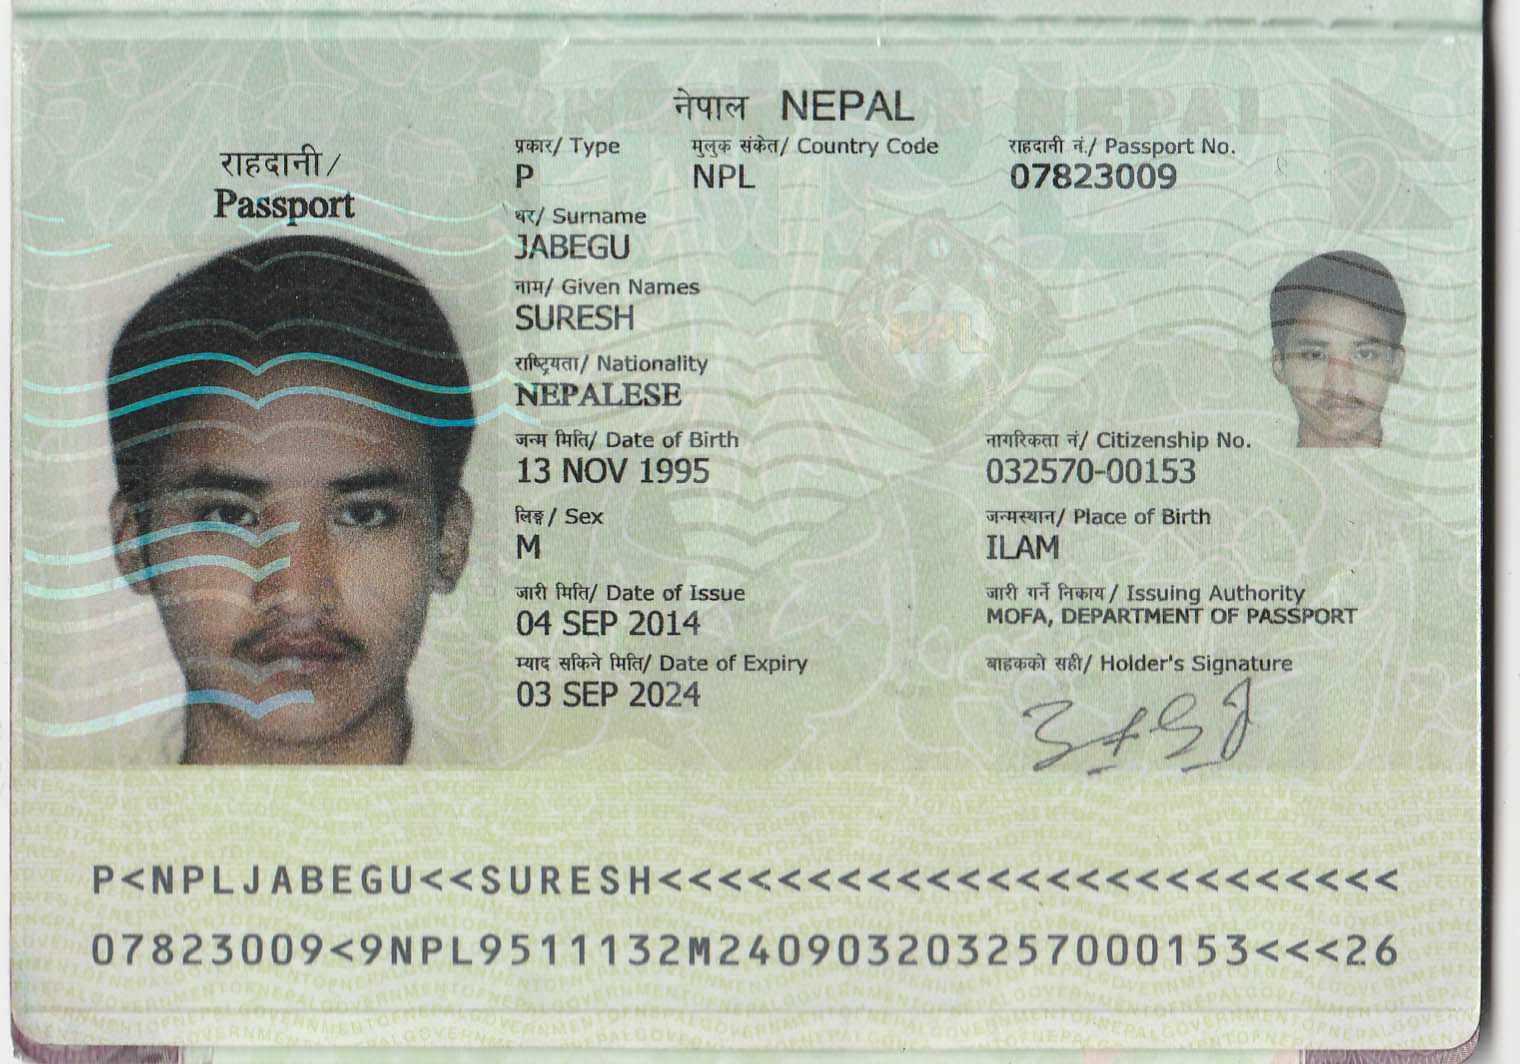 नेपाल NEPAL
राहदानी/
Passport
प्रकार/ Type
P
मुलुक संकेत/ Country Code
NPL
राहदानी नं./ Passport No.
07823009
थर/ Surname
JABEGU
नाम/ Given Names
SURESH
राष्ट्रियता/ Nationality
NEPALESE
जन्म मिति/ Date of Birth
13 NOV 1995
नागरिकता नं/ Citizenship No.
032570-00153
लिङ्ग/ Sex
M
जन्मस्थान/ Place of Birth
ILAM
जारी मिति/ Date of Issue
04 SEP 2014
जारी गर्ने निकाय/ Issuing Authority
MOFA, DEPARTMENT OF PASSPORT
म्याद सकिने मिति/ Date of Expiry
03 SEP 2024
बाहकको सही/ Holder's Signature
P<NPLJABEGU<<SURESH<<<<<<<<<<<<<<<<<<<<<<<<<
07823009<9NPL9511132M2409032032570​00153<<<26